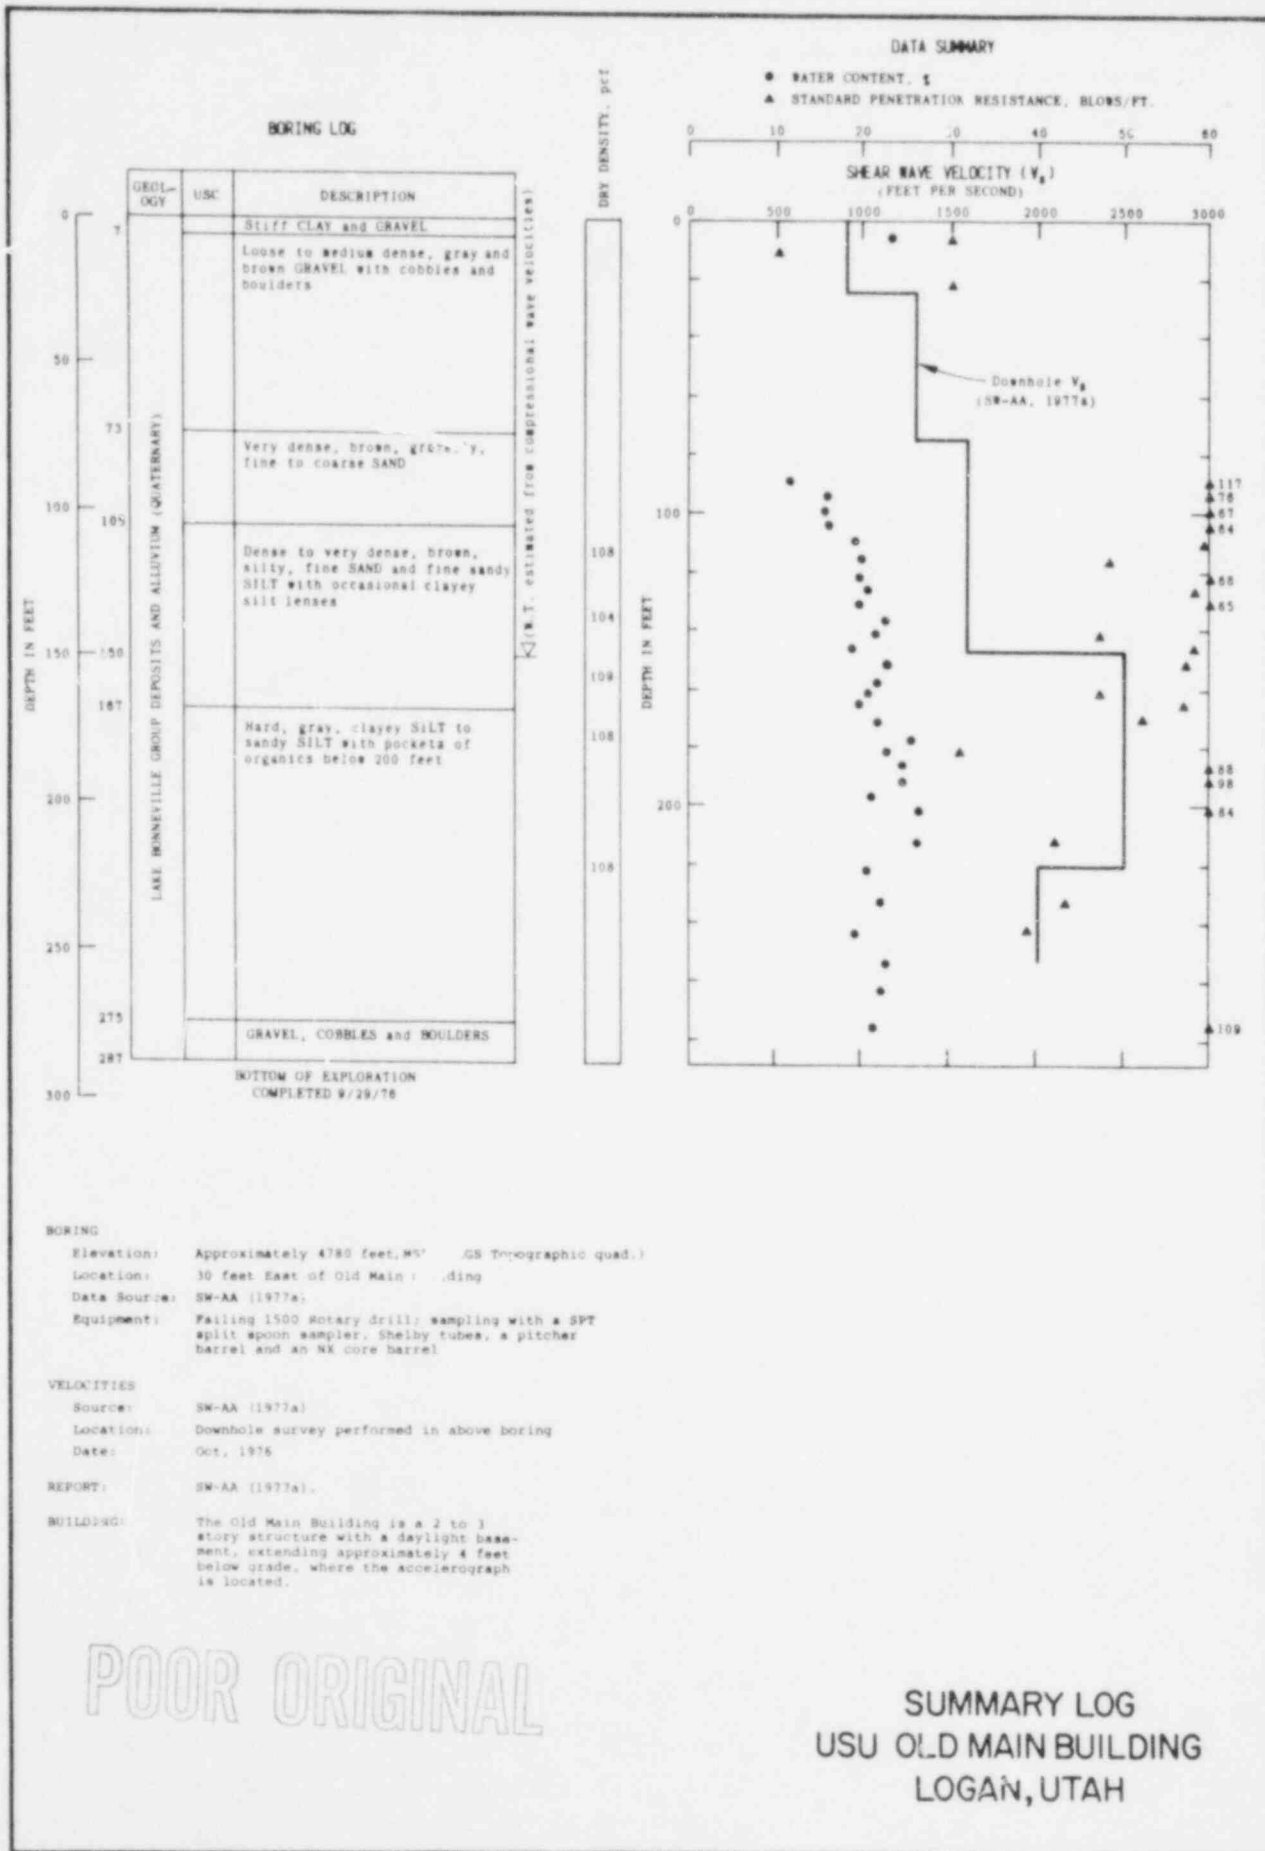 DATA SUMMARY
● WATER CONTENT, %
▲ STANDARD PENETRATION RESISTANCE, BLOWS/FT.
0 10 20 30 40 50 60
SHEAR WAVE VELOCITY (Vs)
(FEET PER SECOND)
0 500 1000 1500 2000 2500 3000
BORING LOG
GEOL-
OGY
USC
DESCRIPTION
Stiff CLAY and GRAVEL
Loose to medium dense, gray and
brown GRAVEL with cobbles and
boulders
Very dense, brown,
fine to coarse SAND
Dense to very dense, brown,
silty, fine SAND and fine sandy
SILT with occasional clayey
silt lenses
Hard, gray, clayey SILT to
sandy SILT with pockets of
organics below 200 feet
GRAVEL, COBBLES and BOULDERS
BOTTOM OF EXPLORATION
COMPLETED 9/29/76
DEPTH IN FEET
0
50
100
150
200
250
300
7
73
105
150
167
275
287
LAKE BONNEVILLE GROUP DEPOSITS AND ALLUVIUM (QUATERNARY)
(W.T. estimated from compressional wave velocities)
DRY DENSITY, pcf
108
104
109
108
108
DEPTH IN FEET
0
100
200
Downhole Vs
(SW-AA, 1977a)
117
76
67
64
66
65
88
98
64
109
BORING
Elevation: Approximately 4780 feet, GS Topographic quad.)
Location: 30 feet East of Old Main
Data Source: SW-AA (1977a).
Equipment: Failing 1500 Rotary drill; sampling with a SPT
split spoon sampler, Shelby tubes, a pitcher
barrel and an NX core barrel
VELOCITIES
Source: SW-AA (1977a)
Location: Downhole survey performed in above boring
Date: Oct, 1976
REPORT: SW-AA (1977a).
BUILDING: The Old Main Building is a 2 to 3
story structure with a daylight base-
ment, extending approximately 4 feet
below grade, where the accelerograph
is located.
POOR ORIGINAL
SUMMARY LOG
USU OLD MAIN BUILDING
LOGAN, UTAH